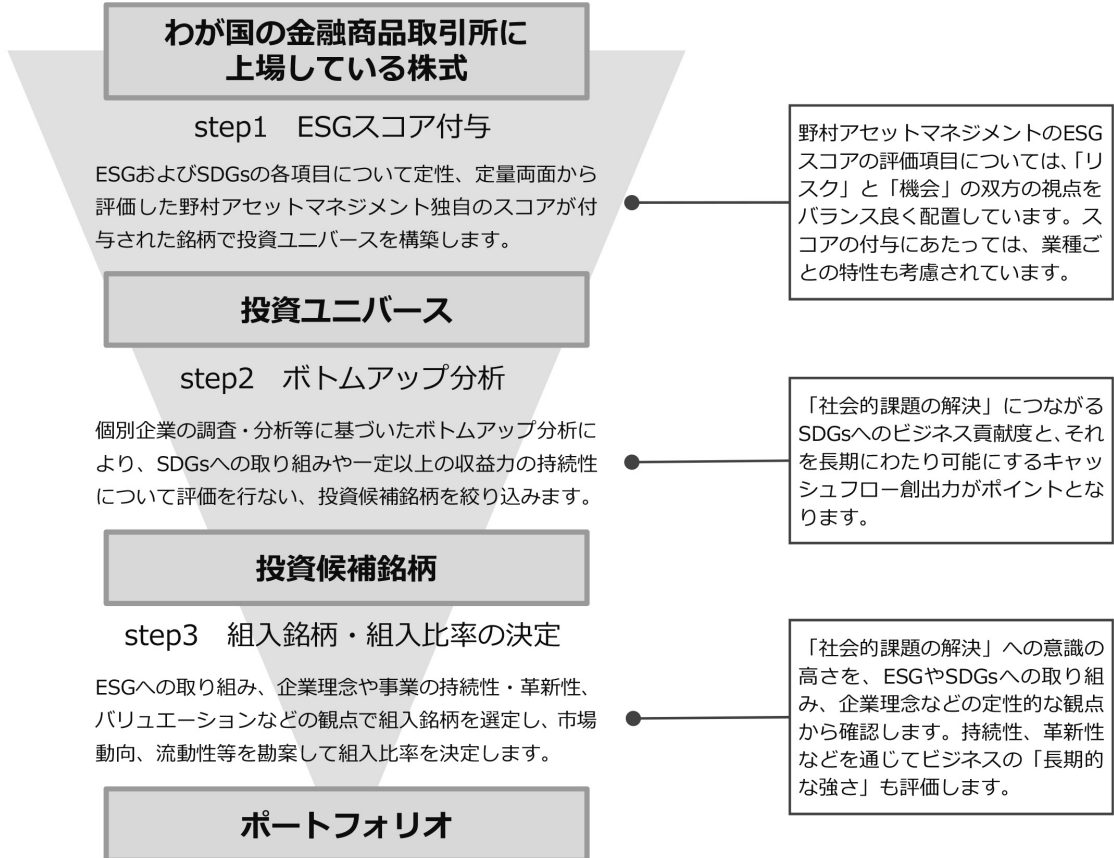 わが国の金融商品取引所に
上場している株式
step1 ESGスコア付与
ESGおよびSDGsの各項目について定性、定量両面から
評価した野村アセットマネジメント独自のスコアが付
与された銘柄で投資ユニバースを構築します。
野村アセットマネジメントのESG
スコアの評価項目については、「リ
スク」と「機会」の双方の視点を
バランス良く配置しています。ス
コアの付与にあたっては、業種ご
との特性も考慮されています。
投資ユニバース
step2 ボトムアップ分析
個別企業の調査・分析等に基づいたボトムアップ分析に
より、SDGsへの取り組みや一定以上の収益力の持続性
について評価を行ない、投資候補銘柄を絞り込みます。
「社会的課題の解決」につながる
SDGsへのビジネス貢献度と、それ
を長期にわたり可能にするキャッ
シュフロー創出力がポイントとな
ります。
投資候補銘柄
step3 組入銘柄・組入比率の決定
ESGへの取り組み、企業理念や事業の持続性・革新性、
バリュエーションなどの観点で組入銘柄を選定し、市場
動向、流動性等を勘案して組入比率を決定します。
「社会的課題の解決」への意識の
高さを、ESGやSDGsへの取り組
み、企業理念などの定性的な観点
から確認します。持続性、革新性
などを通じてビジネスの「長期的
な強さ」も評価します。
ポートフォリオ